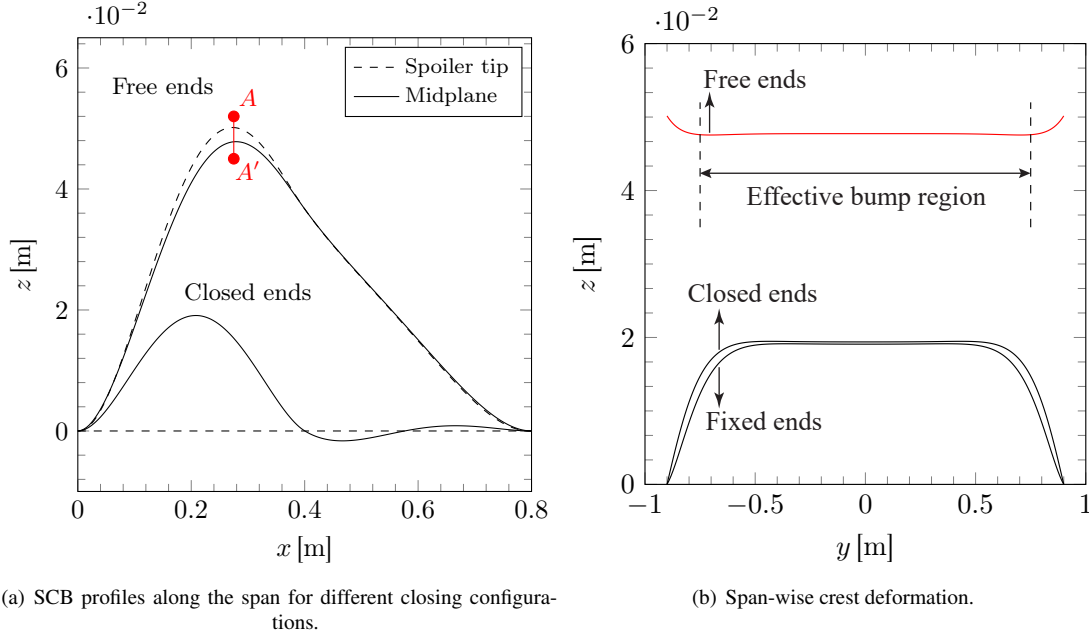 ·10⁻²
6
4
2
0
z [m]
0
0.2
0.4
0.6
0.8
x [m]
Free ends
A
A′
Closed ends
Spoiler tip
Midplane
(a) SCB profiles along the span for different closing configura-
tions.
·10⁻²
6
4
2
0
z [m]
−1
−0.5
0
0.5
1
y [m]
Free ends
Effective bump region
Closed ends
Fixed ends
(b) Span-wise crest deformation.